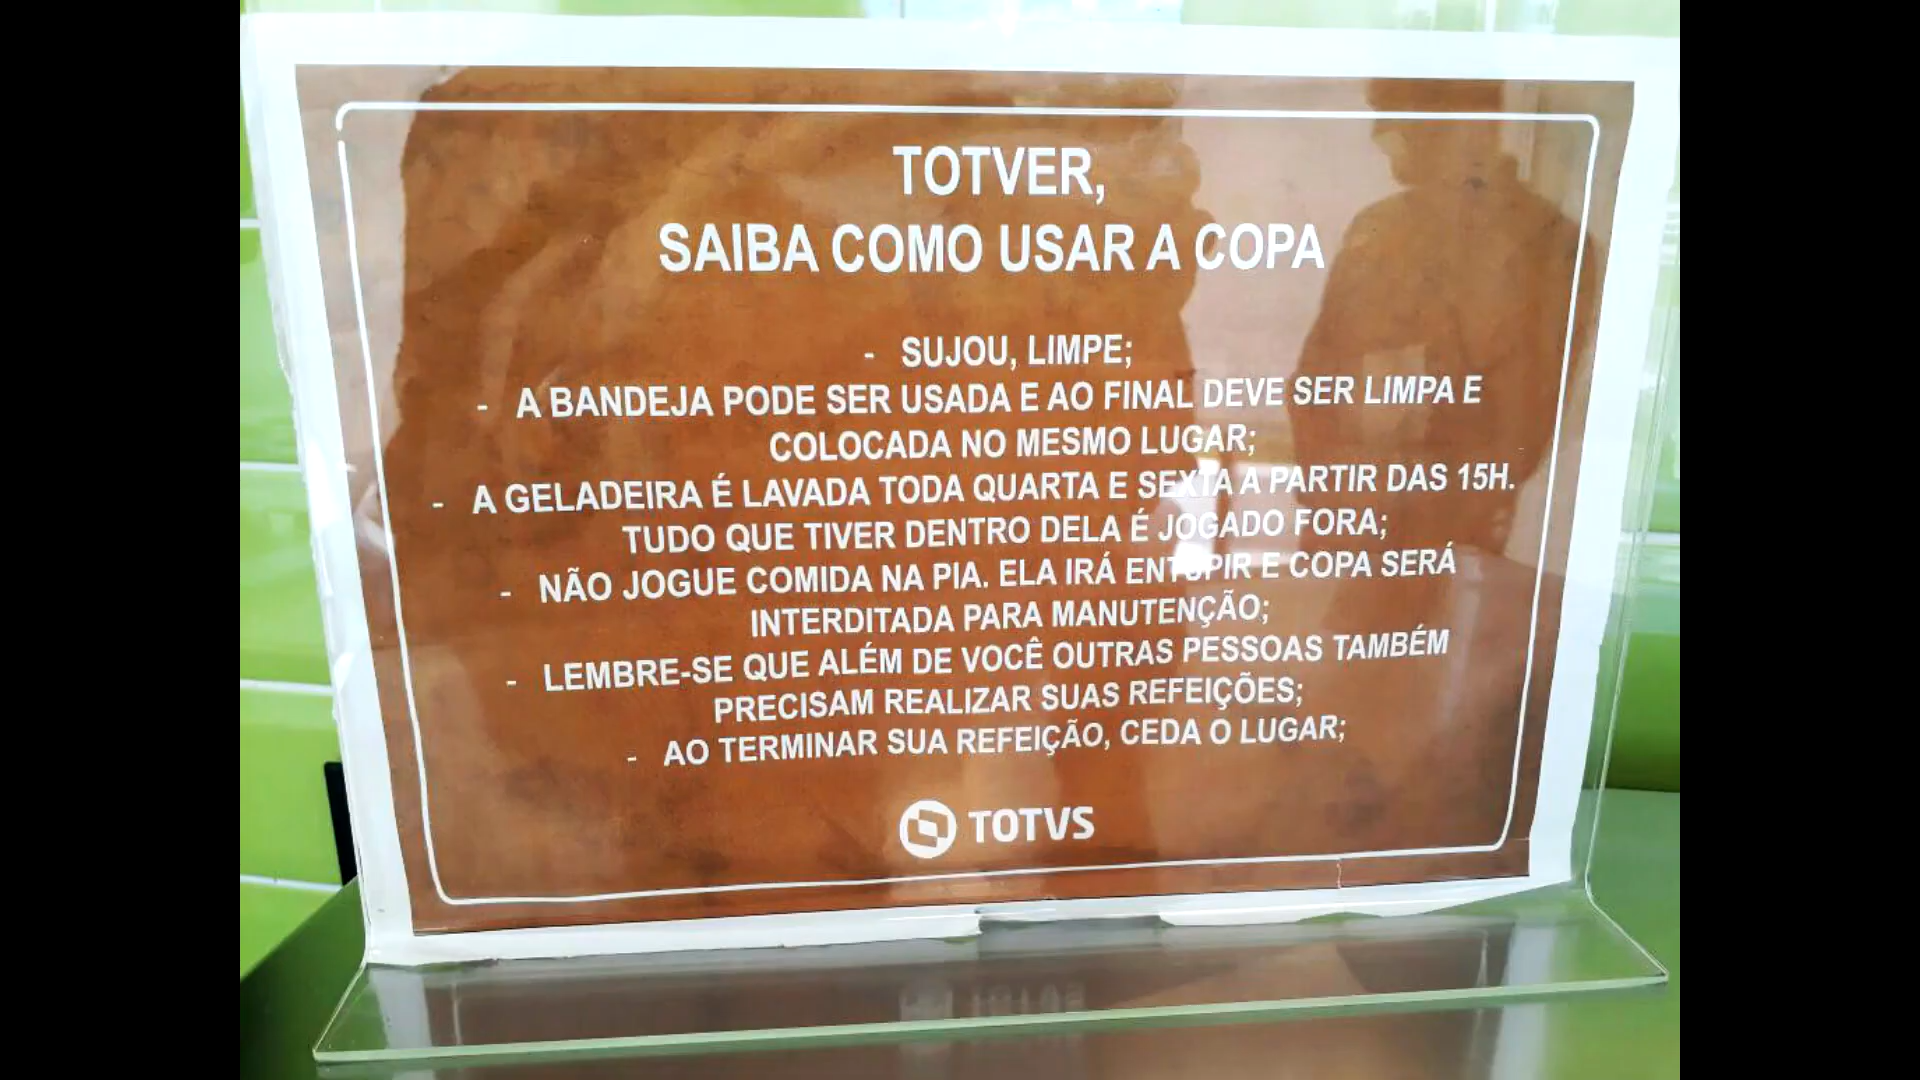 TOTVER,
SAIBA COMO USAR A COPA
- SUJOU, LIMPE;
- A BANDEJA PODE SER USADA E AO FINAL DEVE SER LIMPA E
COLOCADA NO MESMO LUGAR;
- A GELADEIRA É LAVADA TODA QUARTA E SEXTA A PARTIR DAS 15H.
TUDO QUE TIVER DENTRO DELA É JOGADO FORA;
- NÃO JOGUE COMIDA NA PIA. ELA IRÁ ENTUPIR E COPA SERÁ
INTERDITADA PARA MANUTENÇÃO;
- LEMBRE-SE QUE ALÉM DE VOCÊ OUTRAS PESSOAS TAMBÉM
PRECISAM REALIZAR SUAS REFEIÇÕES;
- AO TERMINAR SUA REFEIÇÃO, CEDA O LUGAR;
TOTVS